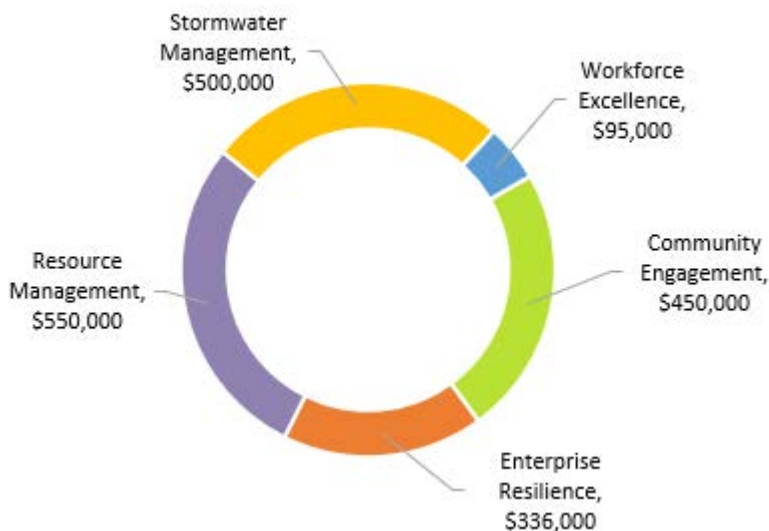 Stormwater
Management,
$500,000
Workforce
Excellence,
$95,000
Community
Engagement,
$450,000
Resource
Management,
$550,000
Enterprise
Resilience,
$336,000